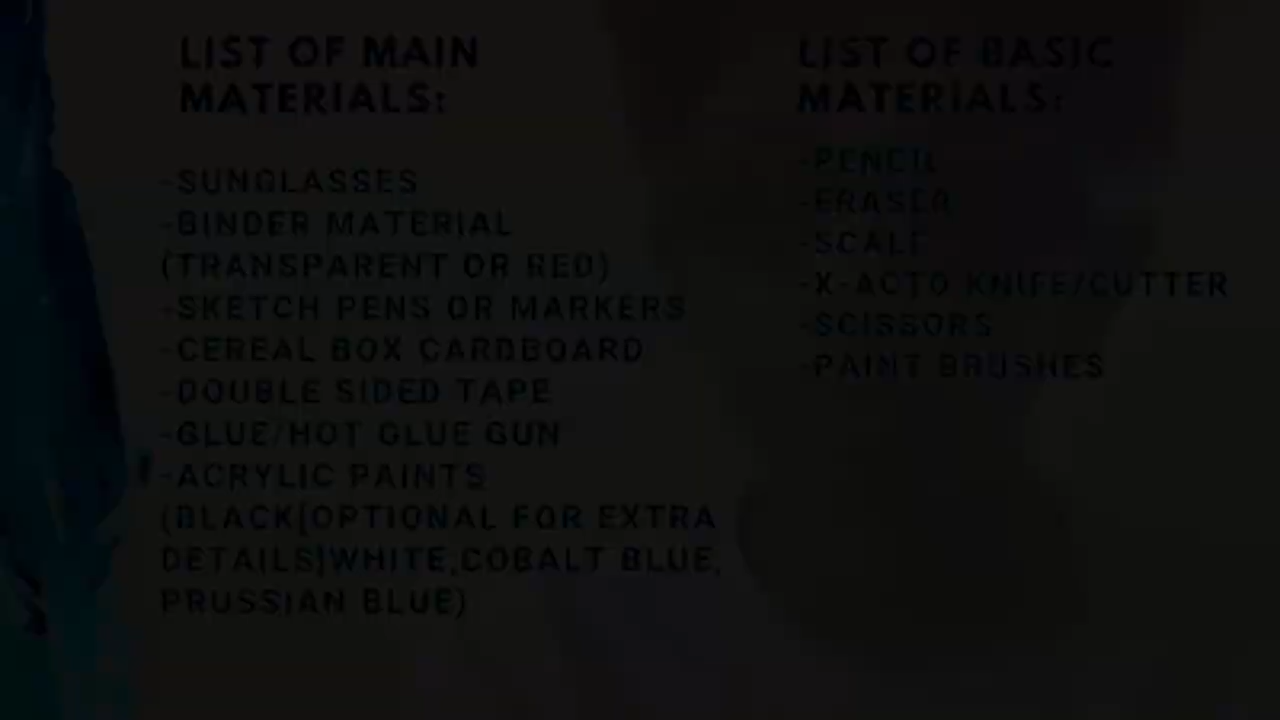 LIST OF MAIN
MATERIALS:
-SUNGLASSES
-BINDER MATERIAL
(TRANSPARENT OR RED)
-SKETCH PENS OR MARKERS
-CEREAL BOX CARDBOARD
-DOUBLE SIDED TAPE
-GLUE/HOT GLUE GUN
-ACRYLIC PAINTS
(BLACK[OPTIONAL FOR EXTRA
DETAILS]WHITE,COBALT BLUE,
PRUSSIAN BLUE)
LIST OF BASIC
MATERIALS:
-PENCIL
-ERASER
-SCALE
-X-ACTO KNIFE/CUTTER
-SCISSORS
-PAINT BRUSHES